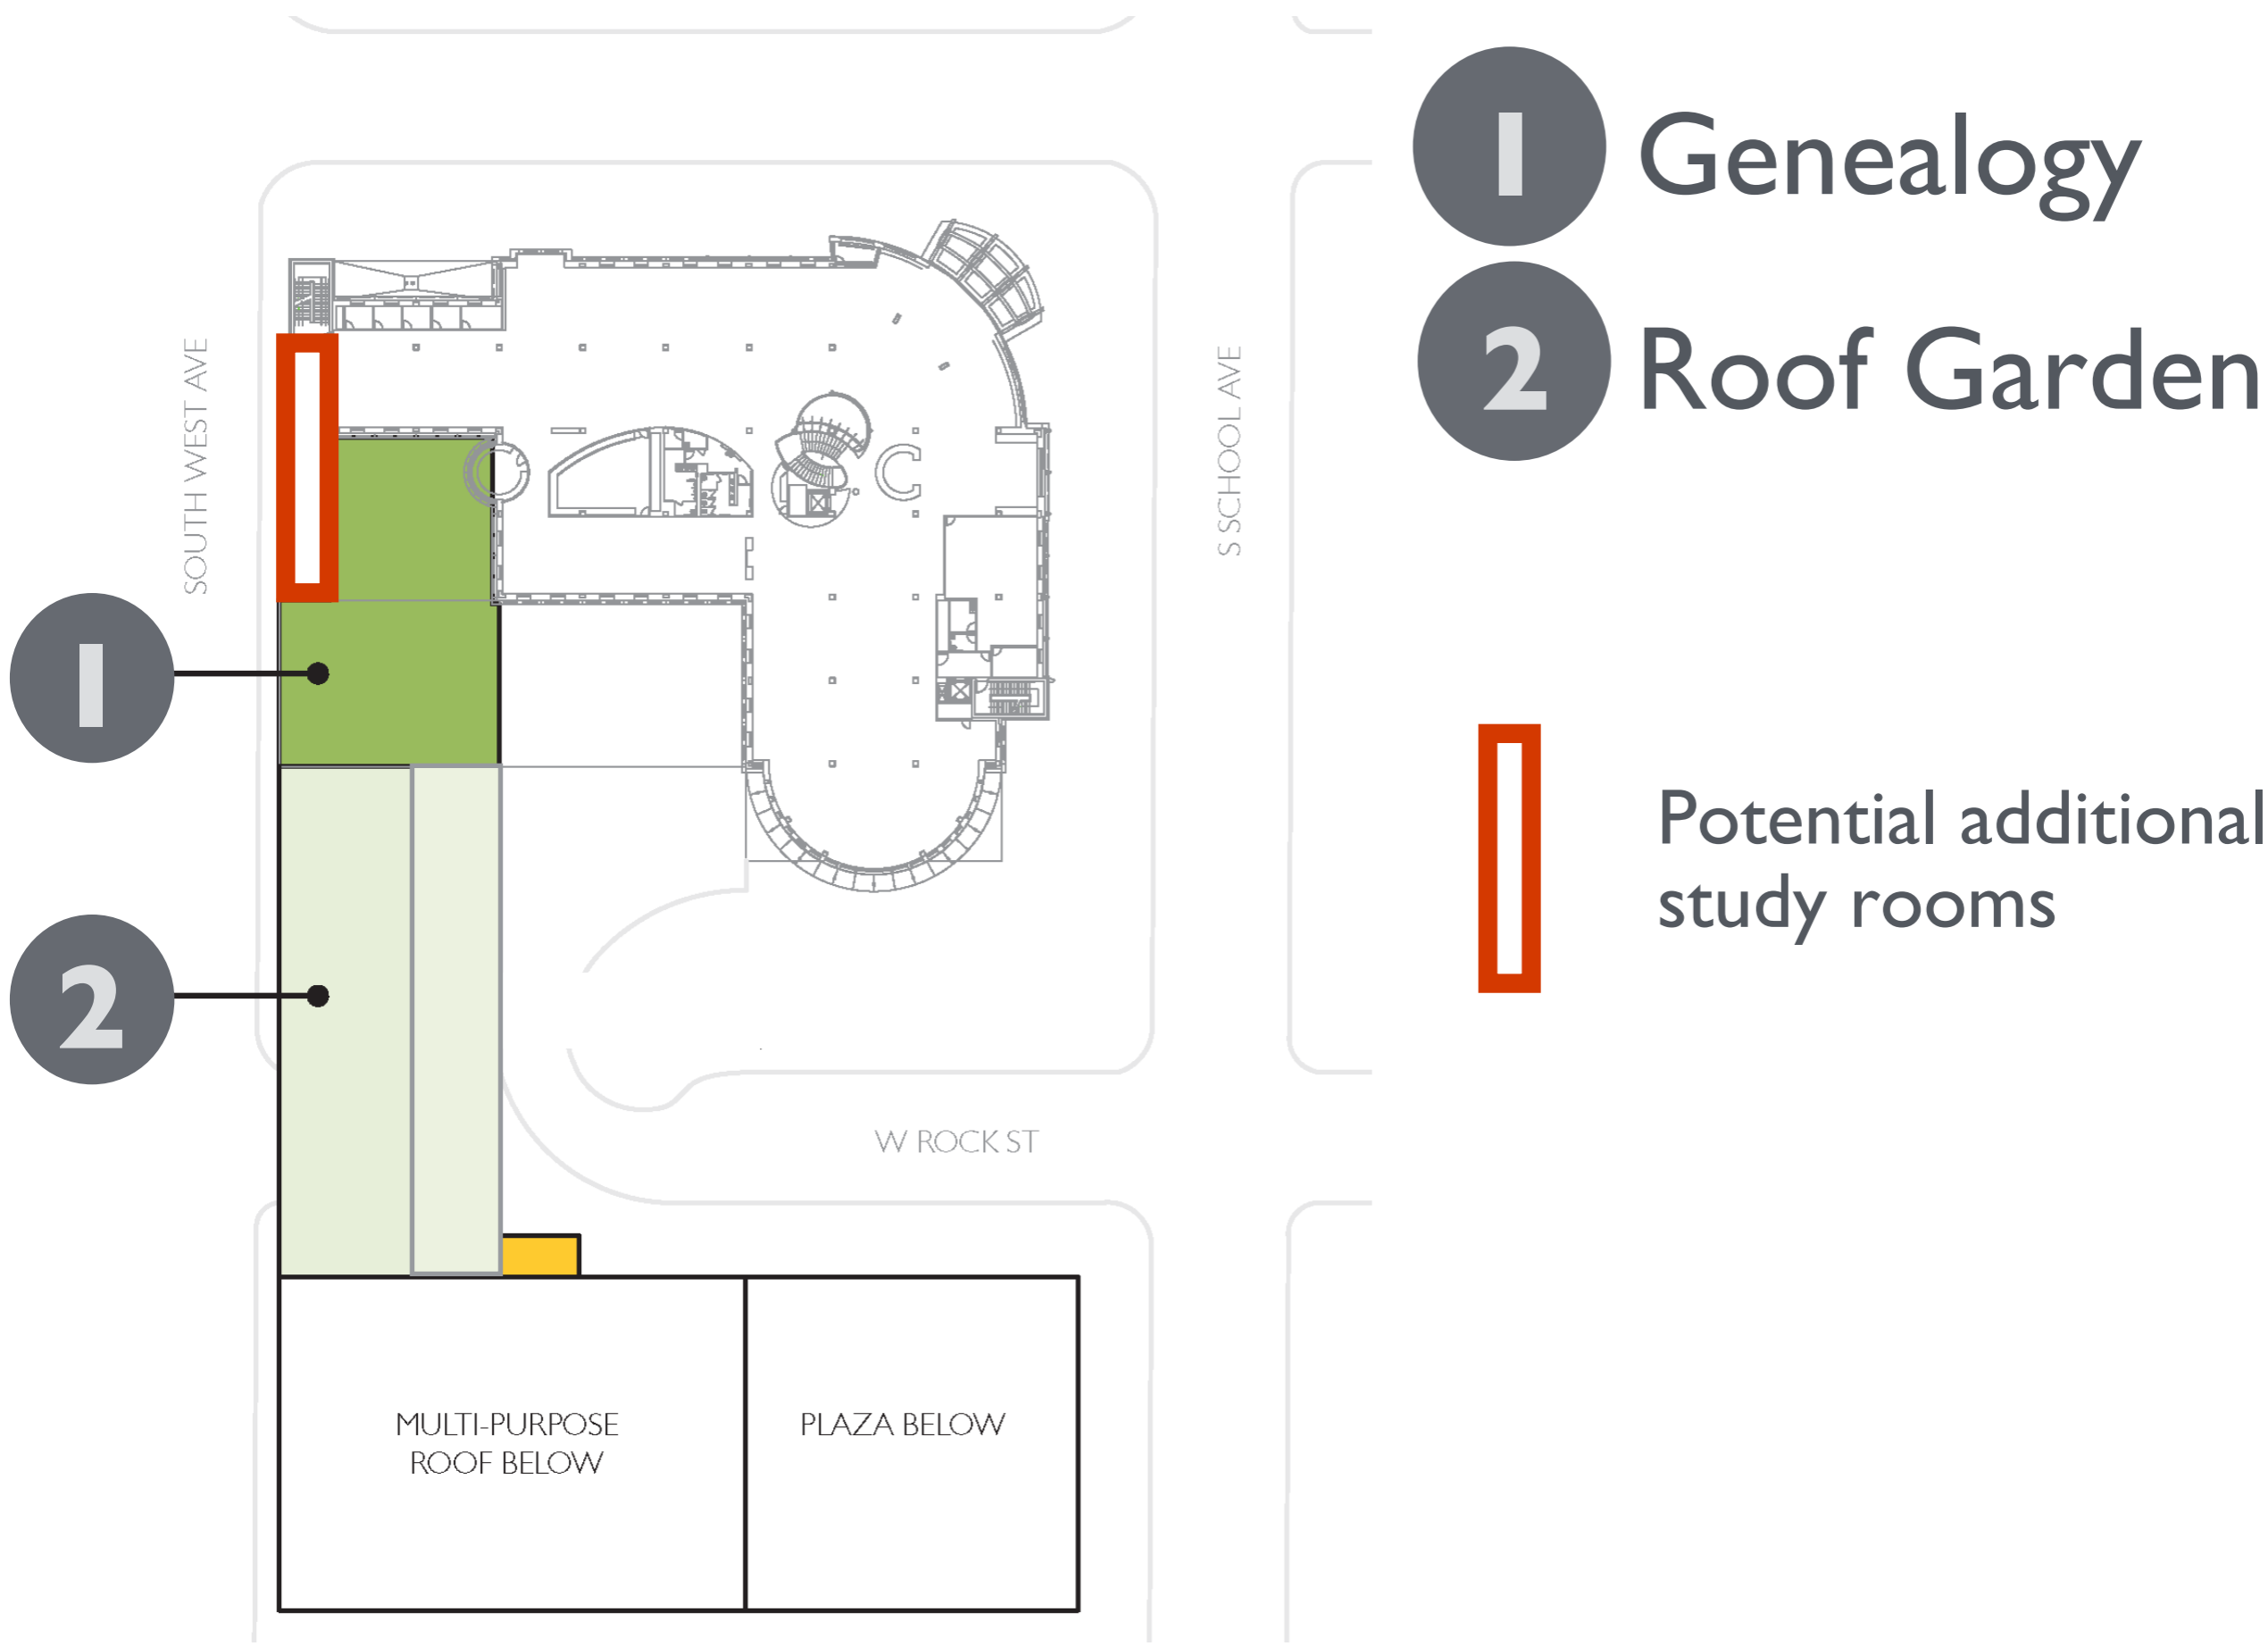 1
Genealogy
2
Roof Garden
Potential additional
study rooms
SOUTH WEST AVE
S SCHOOL AVE
C
1
2
W ROCK ST
MULTI-PURPOSE
ROOF BELOW
PLAZA BELOW